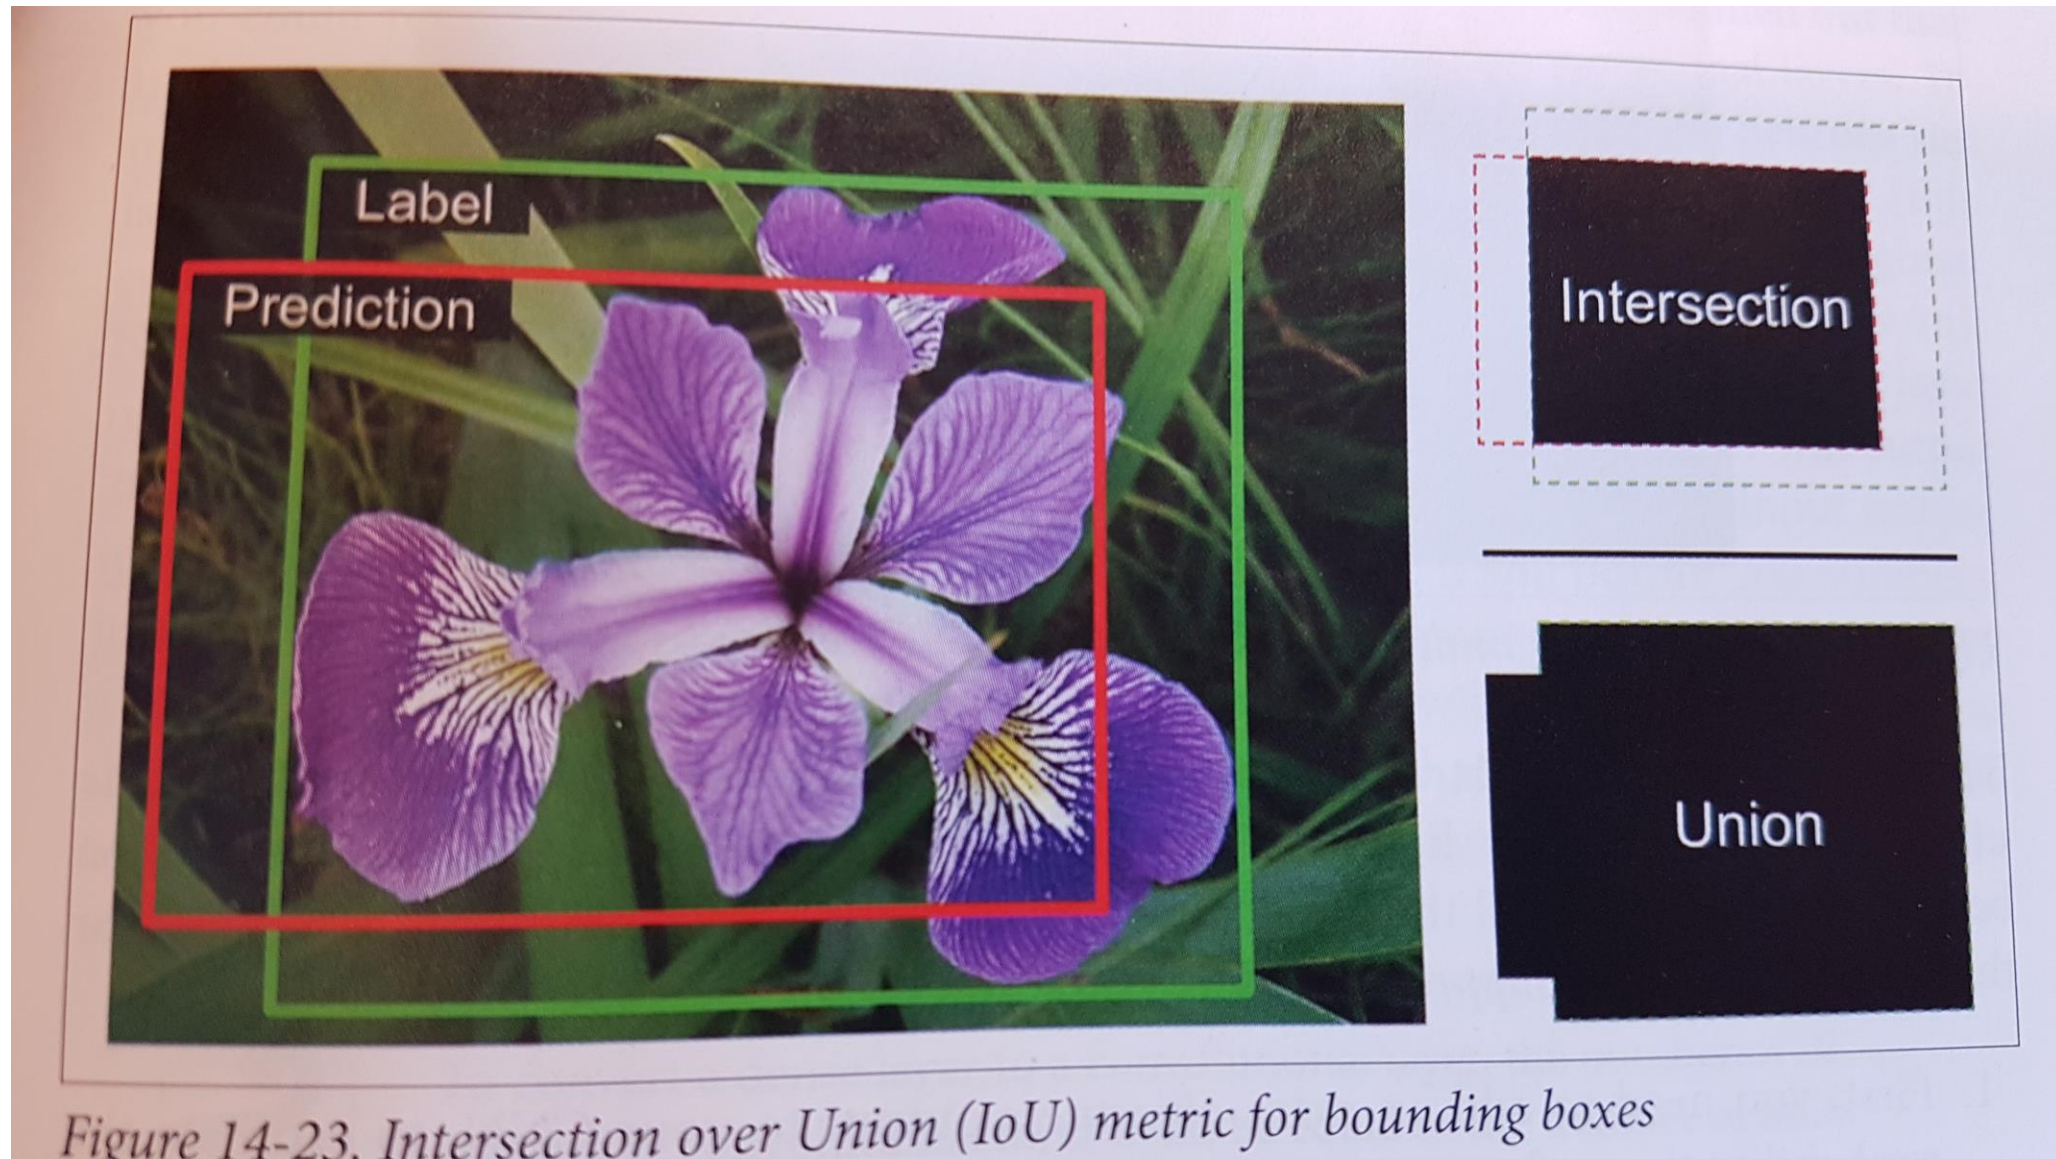 Label
Prediction
Intersection
Union
Figure 14-23. Intersection over Union (IoU) metric for bounding boxes